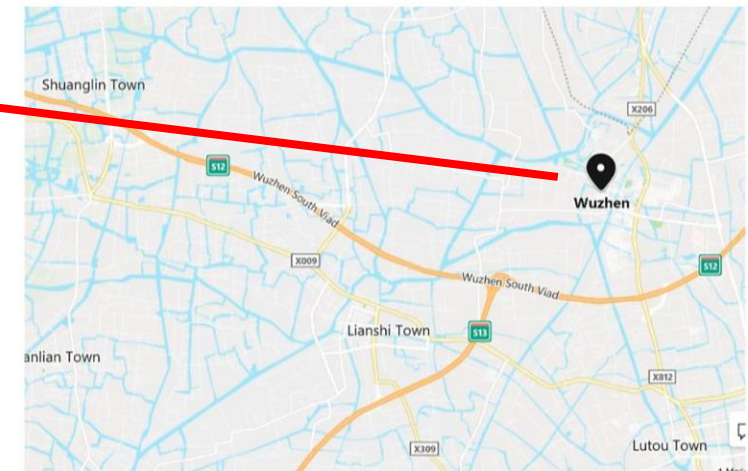 Shuanglin Town
X206
S12
Wuzhen South Viad
Wuzhen
X009
S12
Wuzhen South Viad
Lianshi Town
S13
anlian Town
X812
X309
Lutou Town